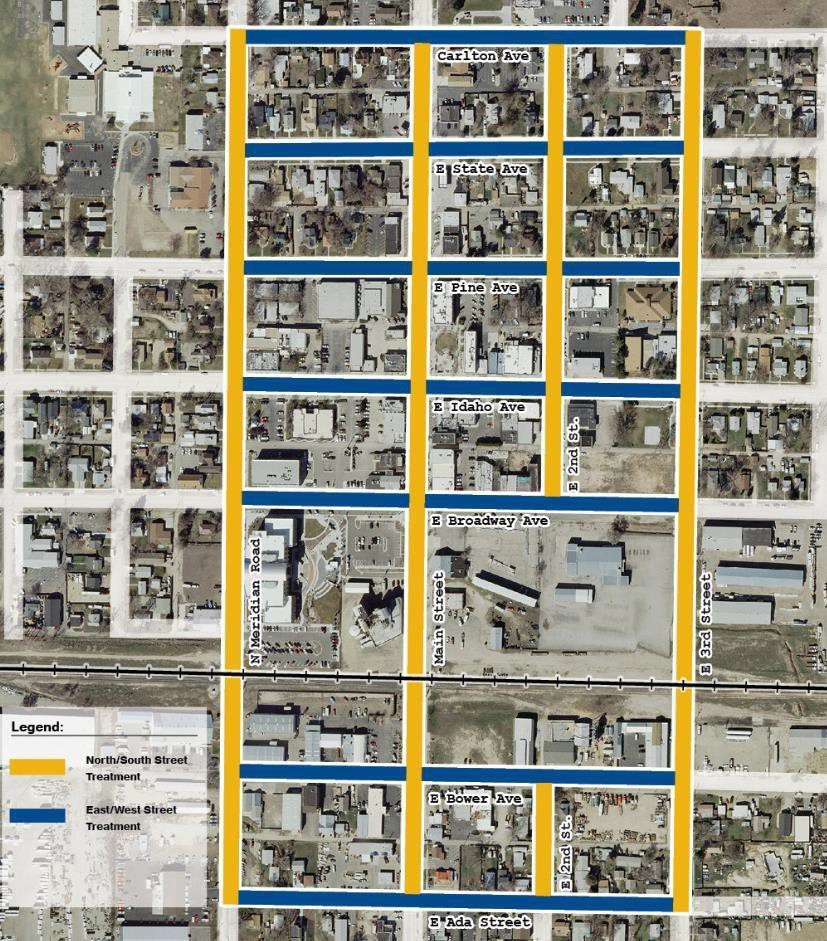 Carlton Ave
E State Ave
E Pine Ave
E Idaho Ave
E 2nd St.
E Broadway Ave
N Meridian Road
Main Street
E 3rd Street
Legend:
North/South Street
Treatment
East/West Street
Treatment
E Bower Ave
E 2nd St.
E Ada Street